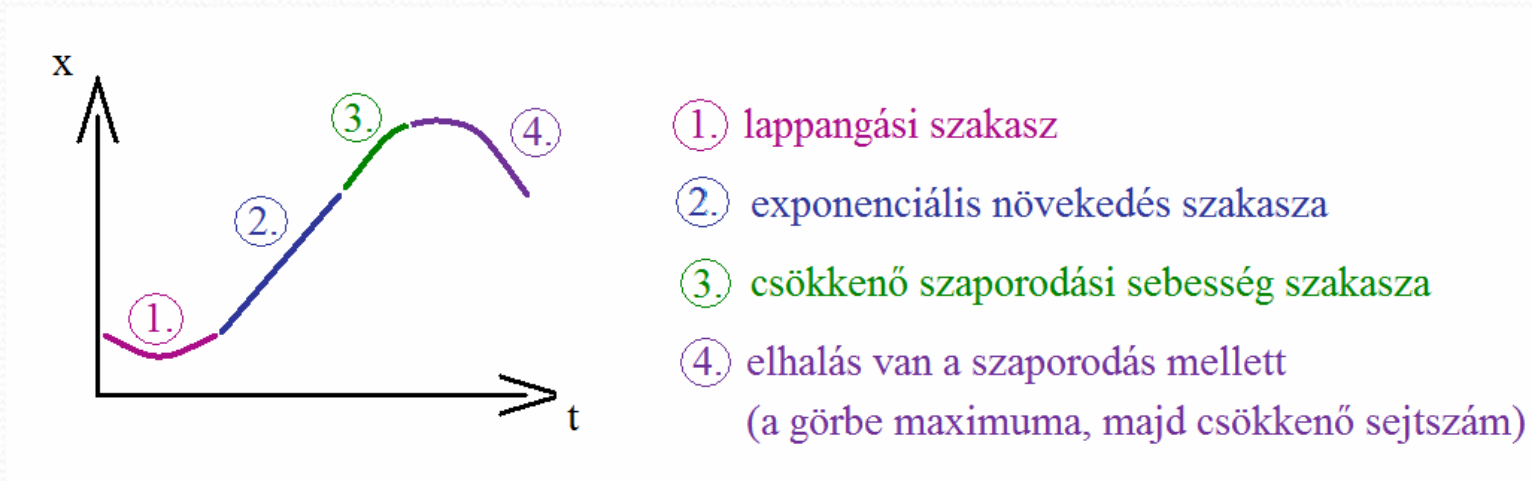 x
1.
2.
3.
4.
t
1. lappangási szakasz
2. exponenciális növekedés szakasza
3. csökkenő szaporodási sebesség szakasza
4. elhalás van a szaporodás mellett
(a görbe maximuma, majd csökkenő sejtszám)